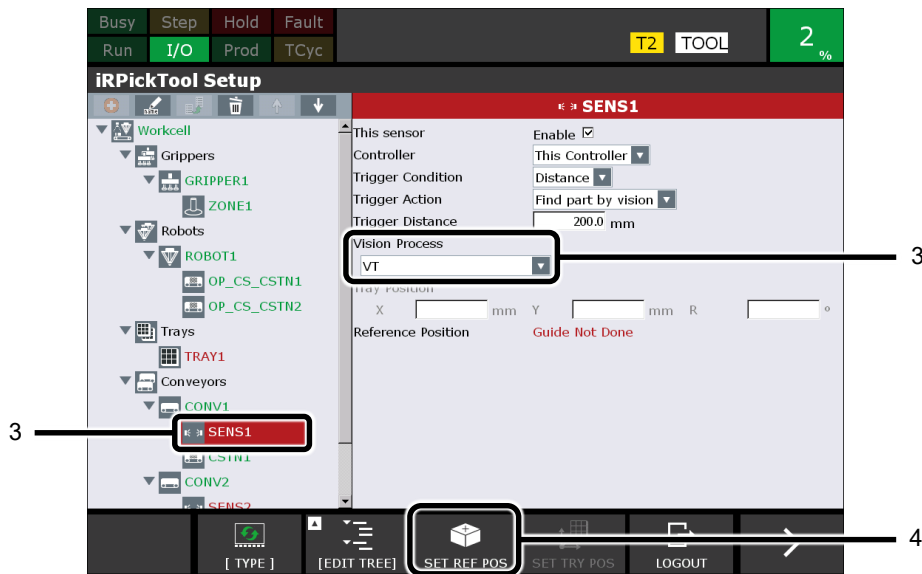 Busy Step Hold Fault
Run I/O Prod TCyc
T2 TOOL
2 %
iRPickTool Setup
SENS1
Workcell
Grippers
GRIPPER1
ZONE1
Robots
ROBOT1
OP_CS_CSTN1
OP_CS_CSTN2
Trays
TRAY1
Conveyors
CONV1
3
SENS1
CSTN1
CONV2
SENS2
This sensor Enable
Controller This Controller
Trigger Condition Distance
Trigger Action Find part by vision
Trigger Distance 200.0 mm
Vision Process
VT
3
Tray Position
X mm Y mm R °
Reference Position Guide Not Done
[ TYPE ] [EDIT TREE] SET REF POS SET TRY POS LOGOUT >
4